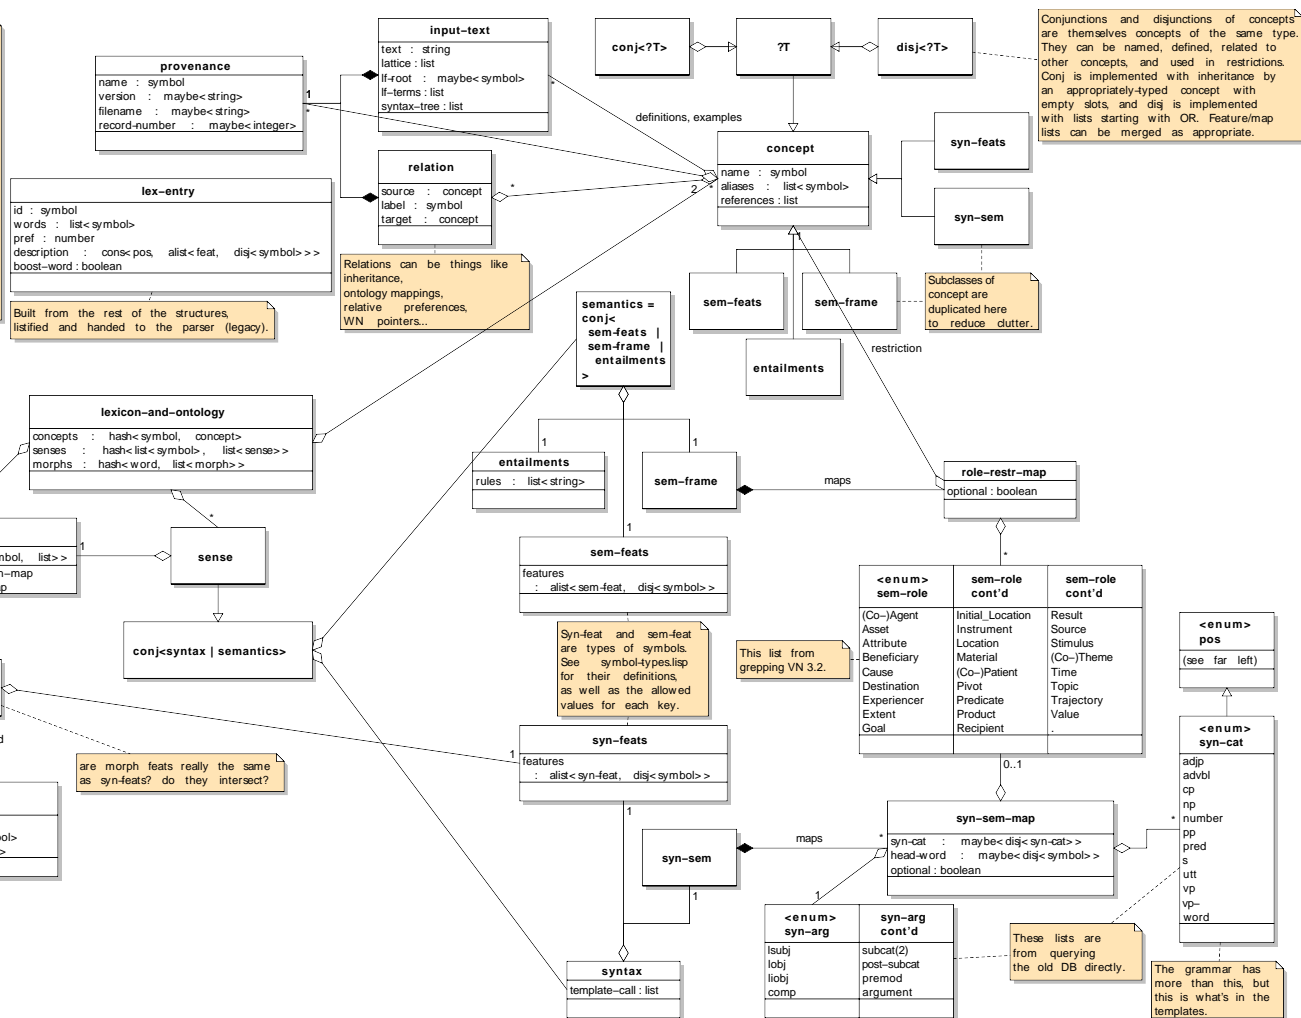 input–text
text : string
lattice : list
lf–root : maybe<symbol>
lf–terms : list
syntax–tree : list
conj<?T>
?T
disj<?T>
Conjunctions and disjunctions of concepts
are themselves concepts of the same type.
They can be named, defined, related to
other concepts, and used in restrictions.
Conj is implemented with inheritance by
an appropriately–typed concept with
empty slots, and disj is implemented
with lists starting with OR. Feature/map
lists can be merged as appropriate.
provenance
name : symbol
version : maybe<string>
filename : maybe<string>
record–number : maybe<integer>
1
*
*
definitions, examples
concept
name : symbol
aliases : list<symbol>
references : list
syn–feats
syn–sem
relation
source : concept
label : symbol
target : concept
*
2
*
lex–entry
id : symbol
words : list<symbol>
pref : number
description : cons<pos, alist<feat, disj<symbol>>>
boost–word : boolean
Built from the rest of the structures,
listified and handed to the parser (legacy).
Relations can be things like
inheritance,
ontology mappings,
relative preferences,
WN pointers...
1
sem–feats
sem–frame
entailments
Subclasses of
concept are
duplicated here
to reduce clutter.
restriction
semantics =
conj<
sem–feats |
sem–frame |
entailments
>
lexicon–and–ontology
concepts : hash<symbol, concept>
senses : hash<list<symbol>, list<sense>>
morphs : hash<word, list<morph>>
*
1
1
entailments
rules : list<string>
sem–frame
maps
role–restr–map
optional : boolean
*
mbol, list>>
n–map
p
1
sense
1
sem–feats
features
: alist<sem–feat, disj<symbol>>
conj<syntax | semantics>
Syn–feat and sem–feat
are types of symbols.
See symbol–types.lisp
for their definitions,
as well as the allowed
values for each key.
This list from
grepping VN 3.2.
<enum>
sem–role
(Co–)Agent
Asset
Attribute
Beneficiary
Cause
Destination
Experiencer
Extent
Goal
sem–role
cont'd
Initial_Location
Instrument
Location
Material
(Co–)Patient
Pivot
Predicate
Product
Recipient
sem–role
cont'd
Result
Source
Stimulus
(Co–)Theme
Time
Topic
Trajectory
Value
.
<enum>
pos
(see far left)
<enum>
syn–cat
adjp
advbl
cp
np
number
pp
pred
s
utt
vp
vp–
word
d
are morph feats really the same
as syn–feats? do they intersect?
1
syn–feats
features
: alist<syn–feat, disj<symbol>>
1
0..1
bol>
>
syn–sem
1
maps
*
syn–sem–map
syn–cat : maybe<disj<syn–cat>>
head–word : maybe<disj<symbol>>
optional : boolean
*
1
<enum>
syn–arg
lsubj
lobj
liobj
comp
syn–arg
cont'd
subcat(2)
post–subcat
premod
argument
These lists are
from querying
the old DB directly.
The grammar has
more than this, but
this is what's in the
templates.
syntax
template–call : list